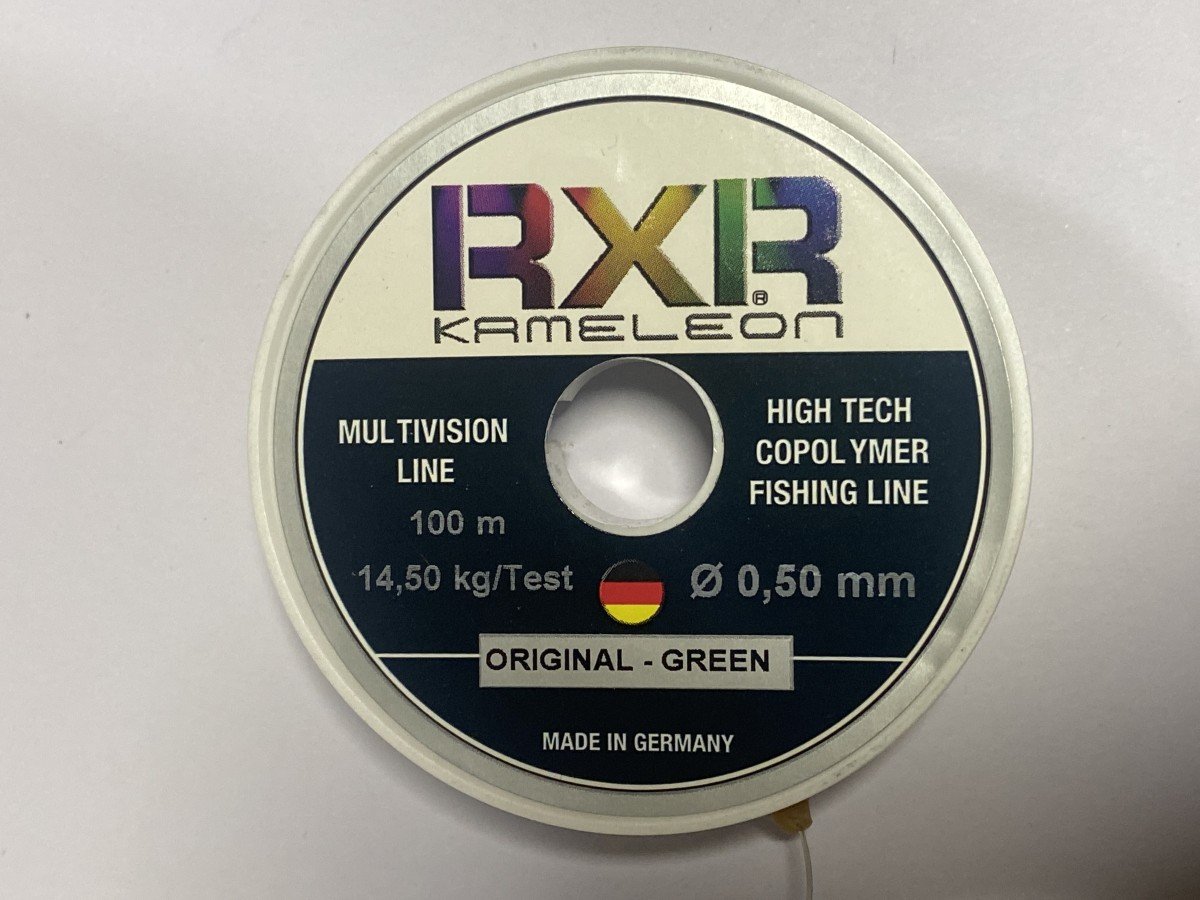 RXR®
KAMELEON
MULTIVISION
LINE
HIGH TECH
COPOLYMER
FISHING LINE
100 m
14,50 kg/Test
Ø 0,50 mm
ORIGINAL - GREEN
MADE IN GERMANY